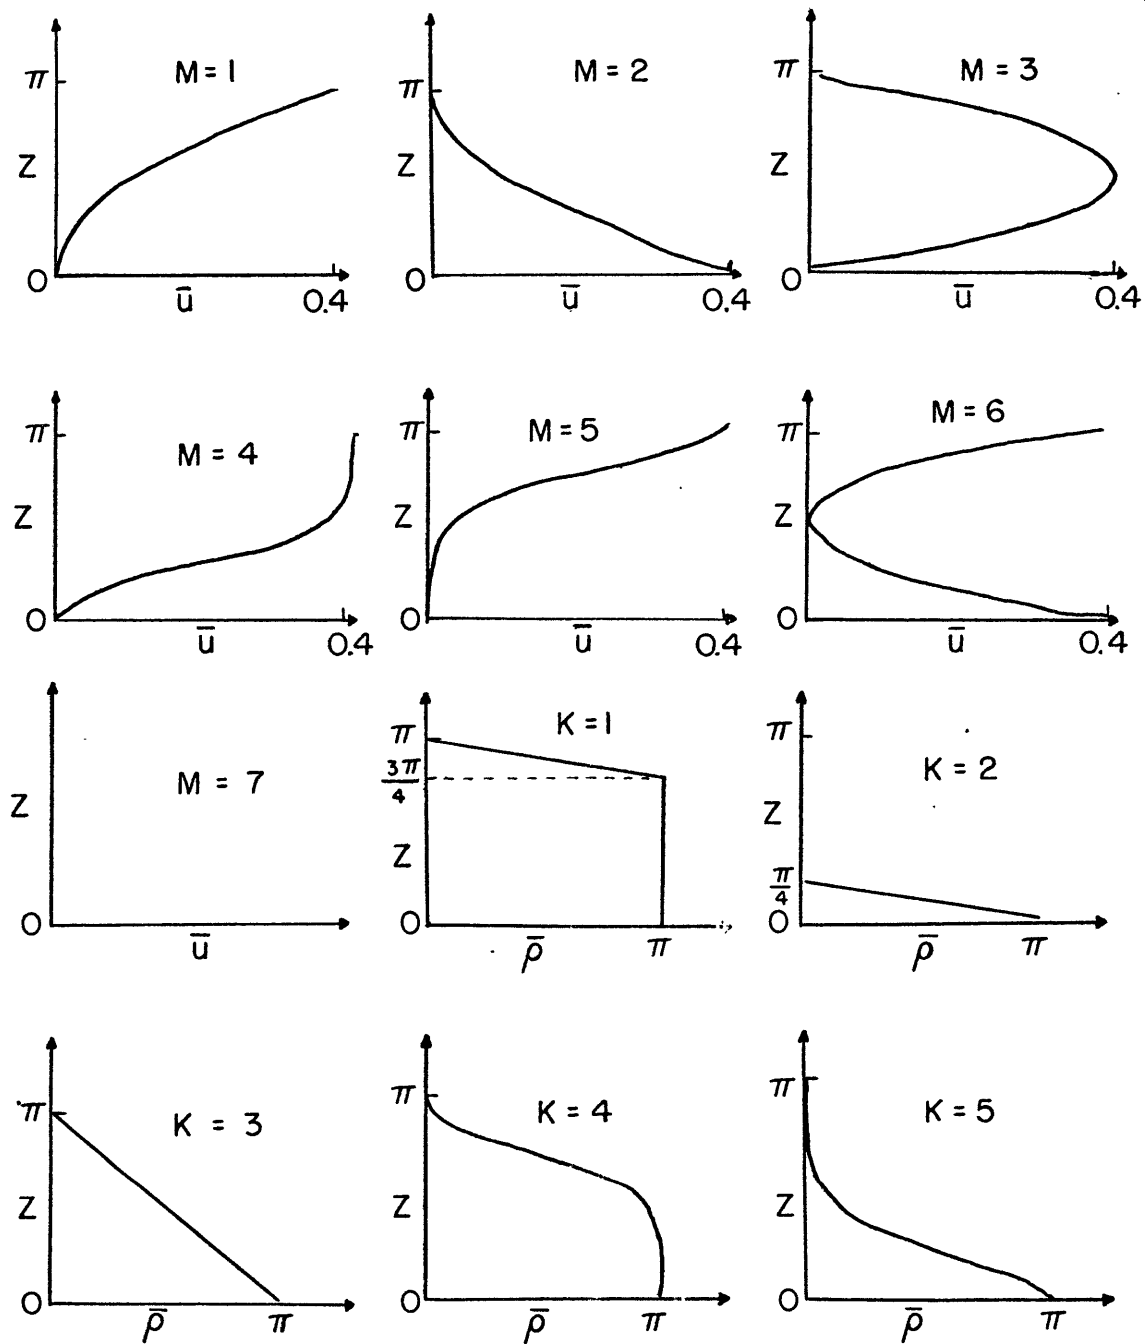 π
M = 1
Z
O
ū
0.4
π
M = 2
Z
O
ū
0.4
π
M = 3
Z
O
ū
0.4
π
M = 4
Z
O
ū
0.4
π
M = 5
Z
O
ū
0.4
π
M = 6
Z
O
ū
0.4
M = 7
Z
O
ū
π
K = 1
3π
4
Z
O
ρ̄
π
π
K = 2
Z
π
4
O
ρ̄
π
π
K = 3
Z
O
ρ̄
π
π
K = 4
Z
O
ρ̄
π
π
K = 5
Z
O
ρ̄
π